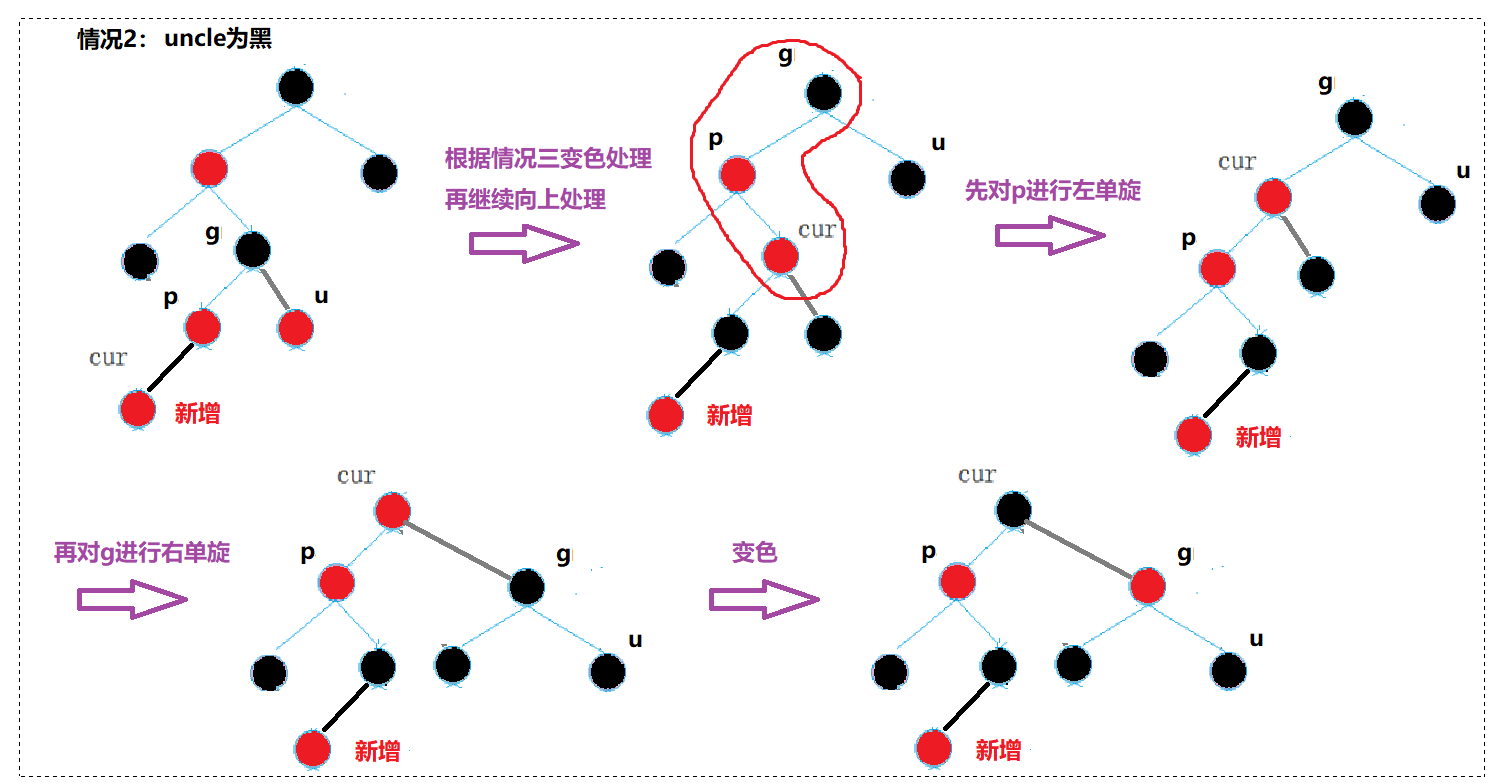 情况2： uncle为黑
g
p
u
cur
新增
根据情况三变色处理
再继续向上处理
g
p
u
cur
新增
先对p进行左单旋
g
cur
u
p
新增
再对g进行右单旋
cur
p
g
u
新增
变色
cur
p
g
u
新增